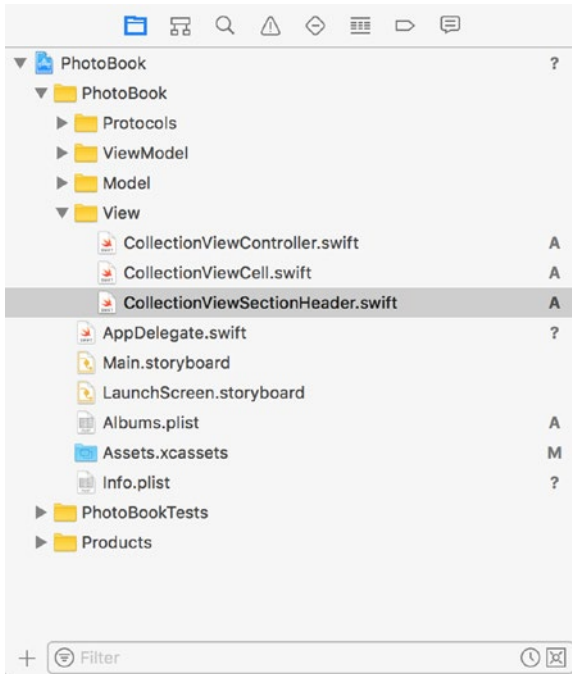 PhotoBook ?
PhotoBook
Protocols
ViewModel
Model
View
CollectionViewController.swift A
CollectionViewCell.swift A
CollectionViewSectionHeader.swift A
AppDelegate.swift ?
Main.storyboard
LaunchScreen.storyboard
Albums.plist A
Assets.xcassets M
Info.plist ?
PhotoBookTests
Products
Filter